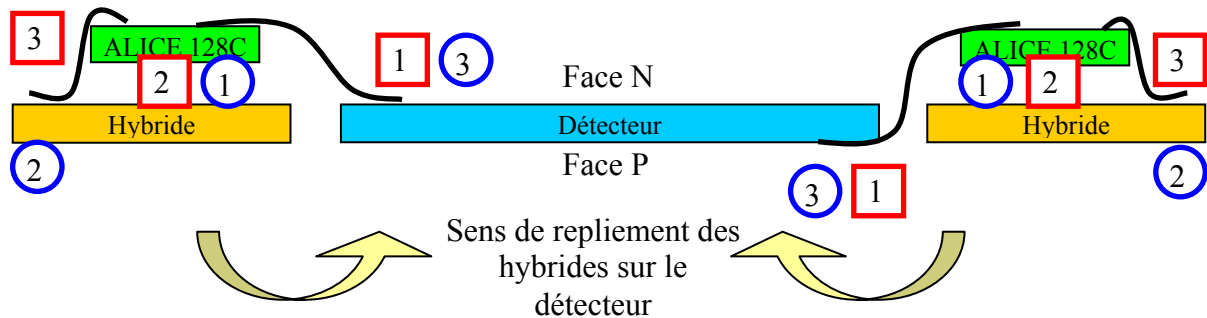 3
ALICE 128C
2
1
1
3
Face N
ALICE 128C
1
2
3
Hybride
Détecteur
Hybride
2
Face P
3
1
2
Sens de repliement des
hybrides sur le
détecteur